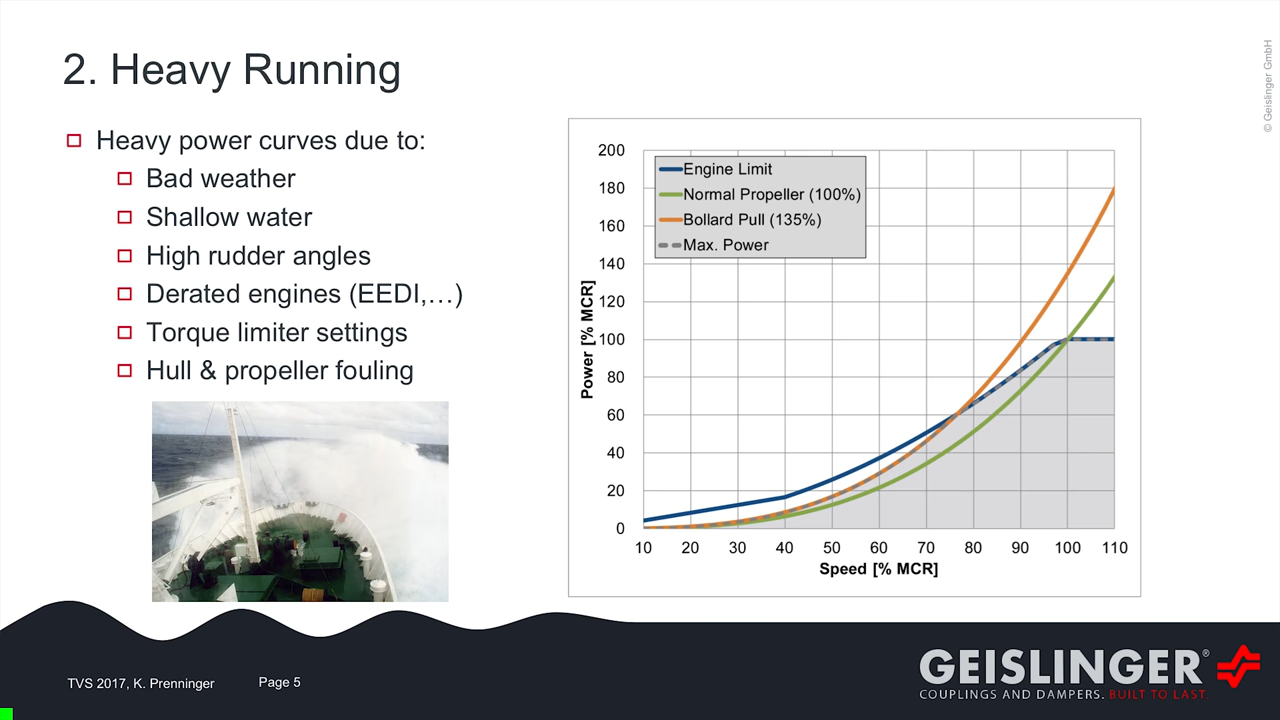 2. Heavy Running
Heavy power curves due to:
Bad weather
Shallow water
High rudder angles
Derated engines (EEDI,…)
Torque limiter settings
Hull & propeller fouling
© Geislinger GmbH
Engine Limit
Normal Propeller (100%)
Bollard Pull (135%)
Max. Power
Power [% MCR]
200
180
160
140
120
100
80
60
40
20
0
10 20 30 40 50 60 70 80 90 100 110
Speed [% MCR]
TVS 2017, K. Prenninger Page 5
GEISLINGER®
COUPLINGS AND DAMPERS. BUILT TO LAST.